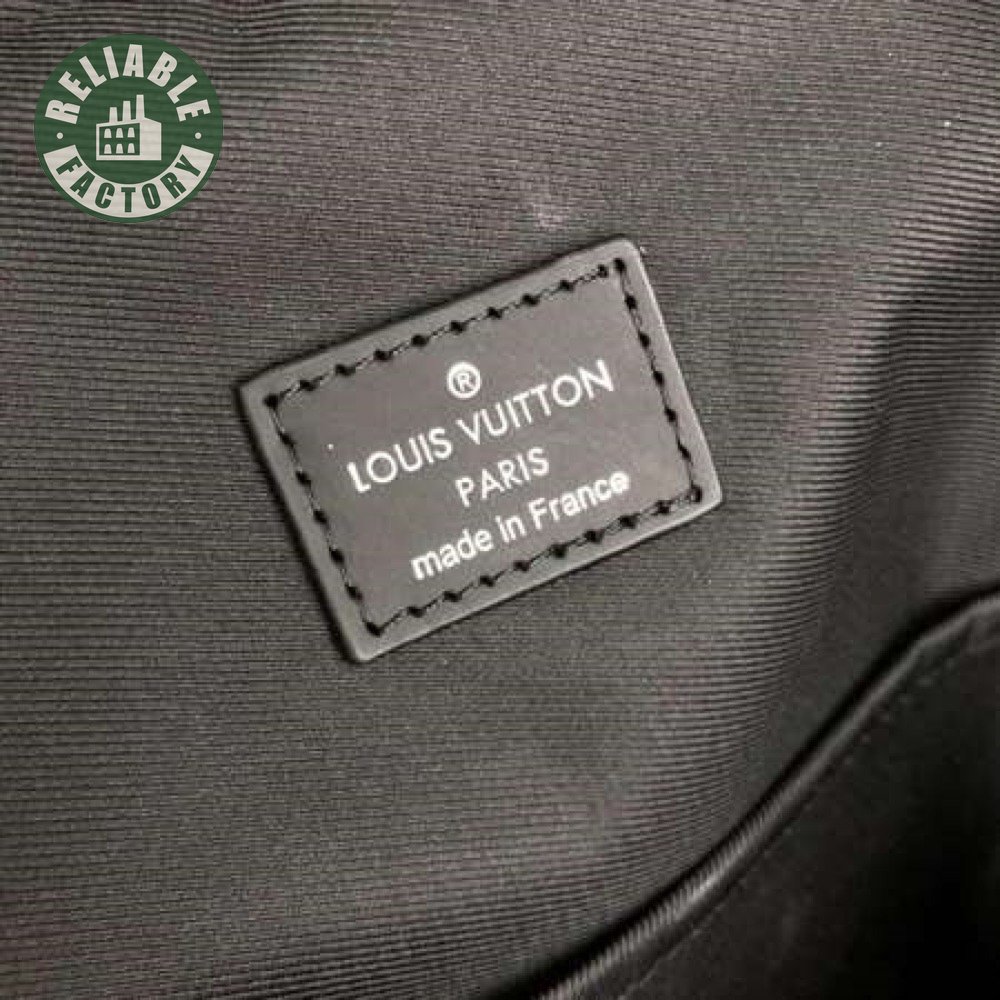 RELIABLE
FACTORY
®
LOUIS VUITTON
PARIS
made in France